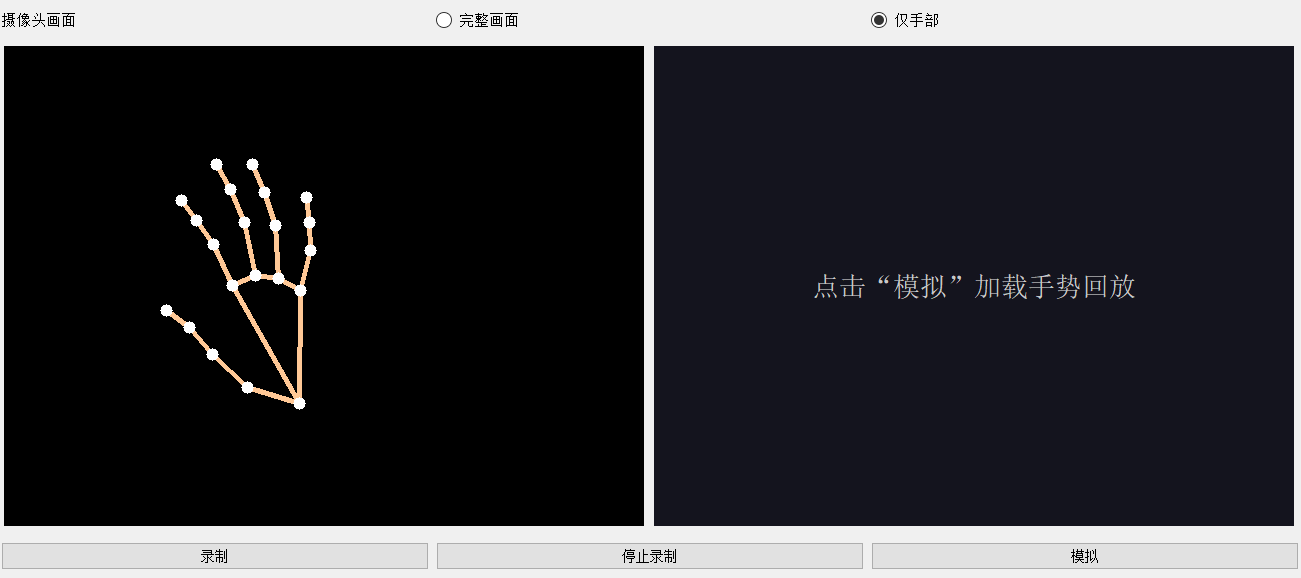 摄像头画面
完整画面
仅手部
点击“模拟”加载手势回放
录制
停止录制
模拟